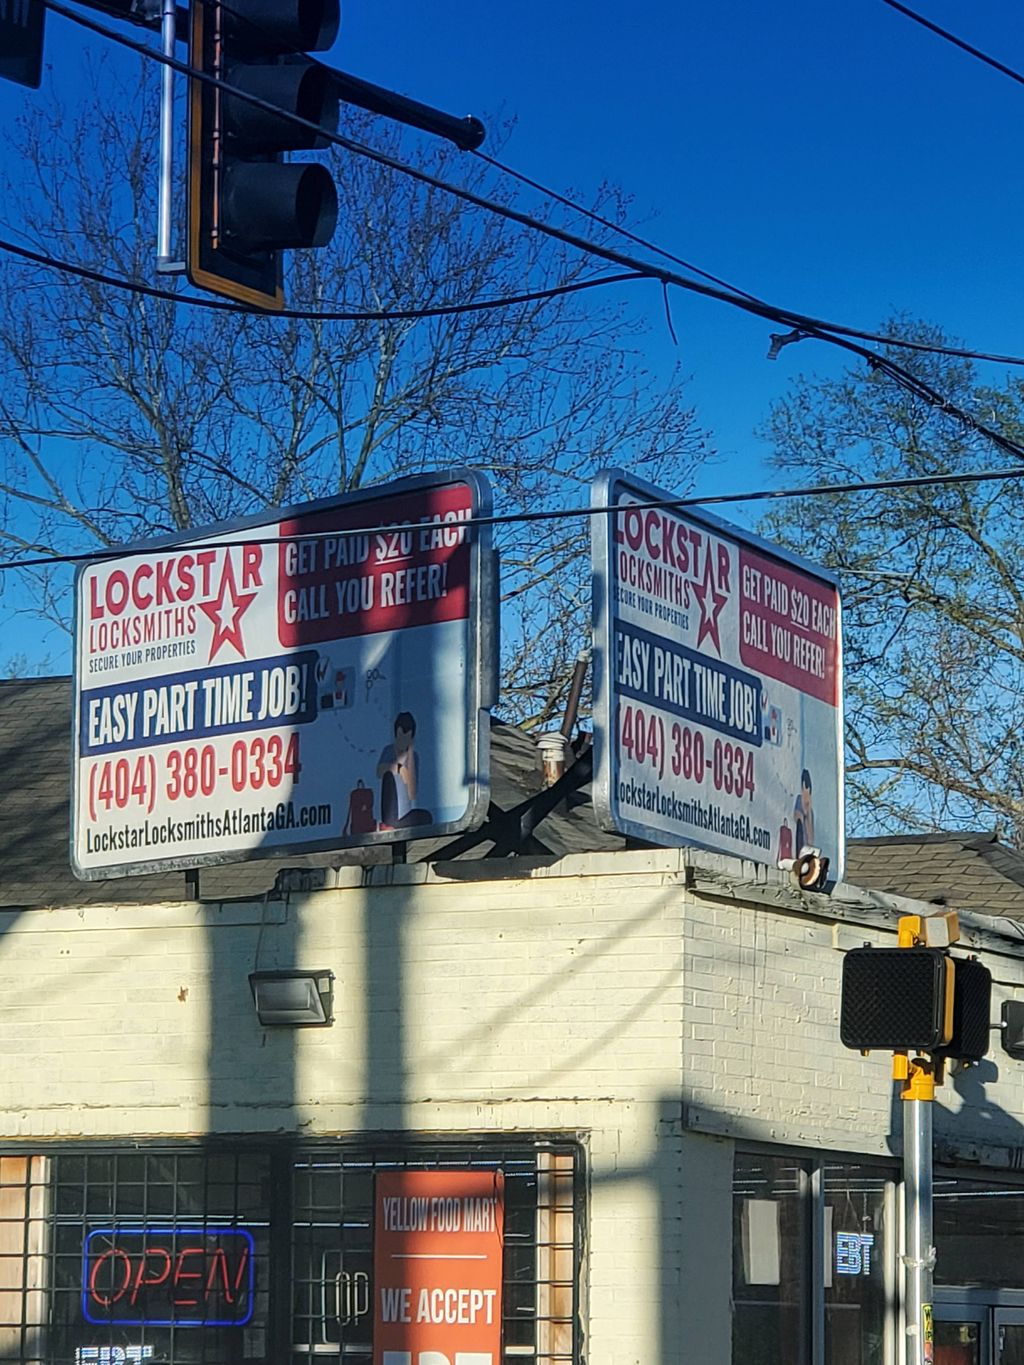 LOCKSTAR
LOCKSMITHS
SECURE YOUR PROPERTIES
GET PAID $20 EACH
CALL YOU REFER!
EASY PART TIME JOB!
(404) 380-0334
LockstarLocksmithsAtlantaGA.com
LOCKSTAR
LOCKSMITHS
SECURE YOUR PROPERTIES
GET PAID $20 EACH
CALL YOU REFER!
EASY PART TIME JOB!
(404) 380-0334
LockstarLocksmithsAtlantaGA.com
OPEN
EBT
YELLOW FOOD MART
WE ACCEPT
EBT
EBT